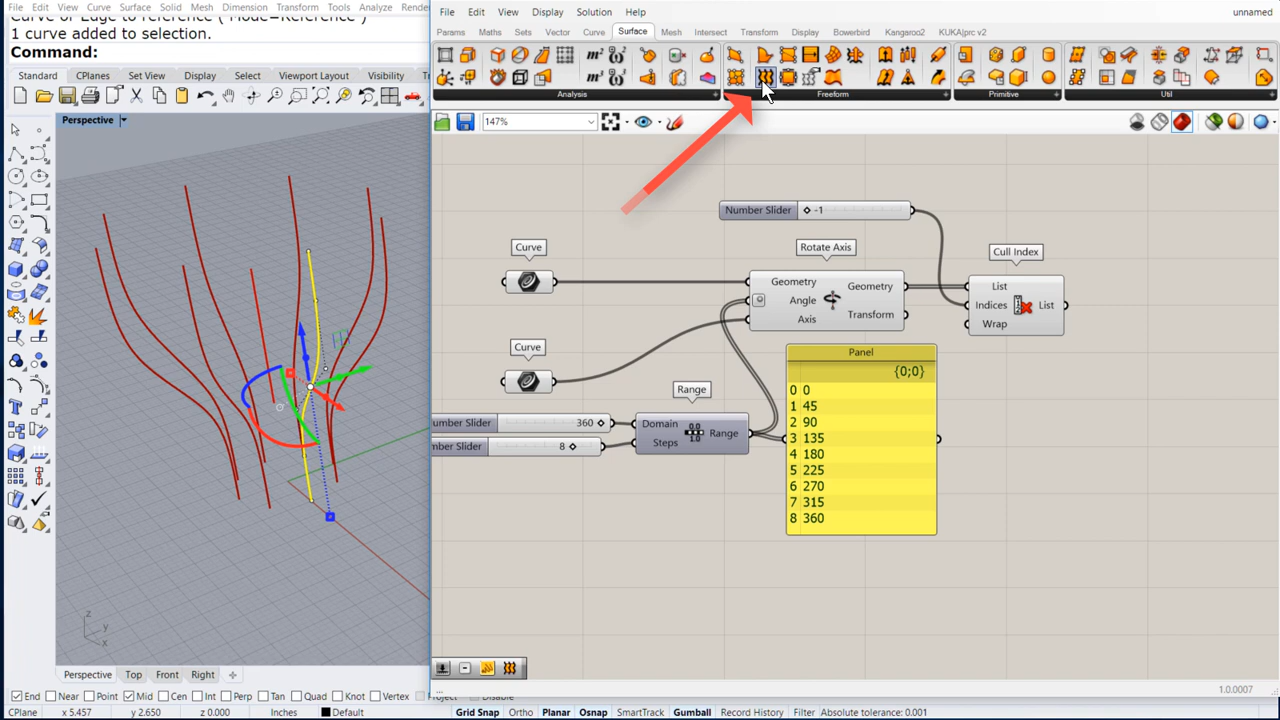 File Edit View Curve Surface Solid Mesh Dimension Transform Tools Analyze Rende
Curve or Edge to reference ( Mode=Reference )
1 curve added to selection.
Command:
Standard CPlanes Set View Display Select Viewport Layout Visibility T
Perspective
File Edit View Display Solution Help
unnamed
Params Maths Sets Vector Curve Surface Mesh Intersect Transform Display Kangaroo2 Bowerbird KUKA|prc v2
m² m³
Analysis
Freeform
Primitive
Util
147%
Number Slider -1
Curve
Rotate Axis
Cull Index
Geometry Angle Axis Geometry Transform
List Indices Wrap List
Curve
Range
umber Slider 360
mber Slider 8
Domain Steps Range
Panel
{0;0}
0 0
1 45
2 90
3 135
4 180
5 225
6 270
7 315
8 360
z y x
Perspective Top Front Right
End Near Point Mid Cen Int Perp Tan Quad Knot Vertex Project Disable
...
1.0.0007
CPlane x 5.457 y 2.650 z 0.000 Inches Default Grid Snap Ortho Planar Osnap SmartTrack Gumball Record History Filter Absolute tolerance: 0.001